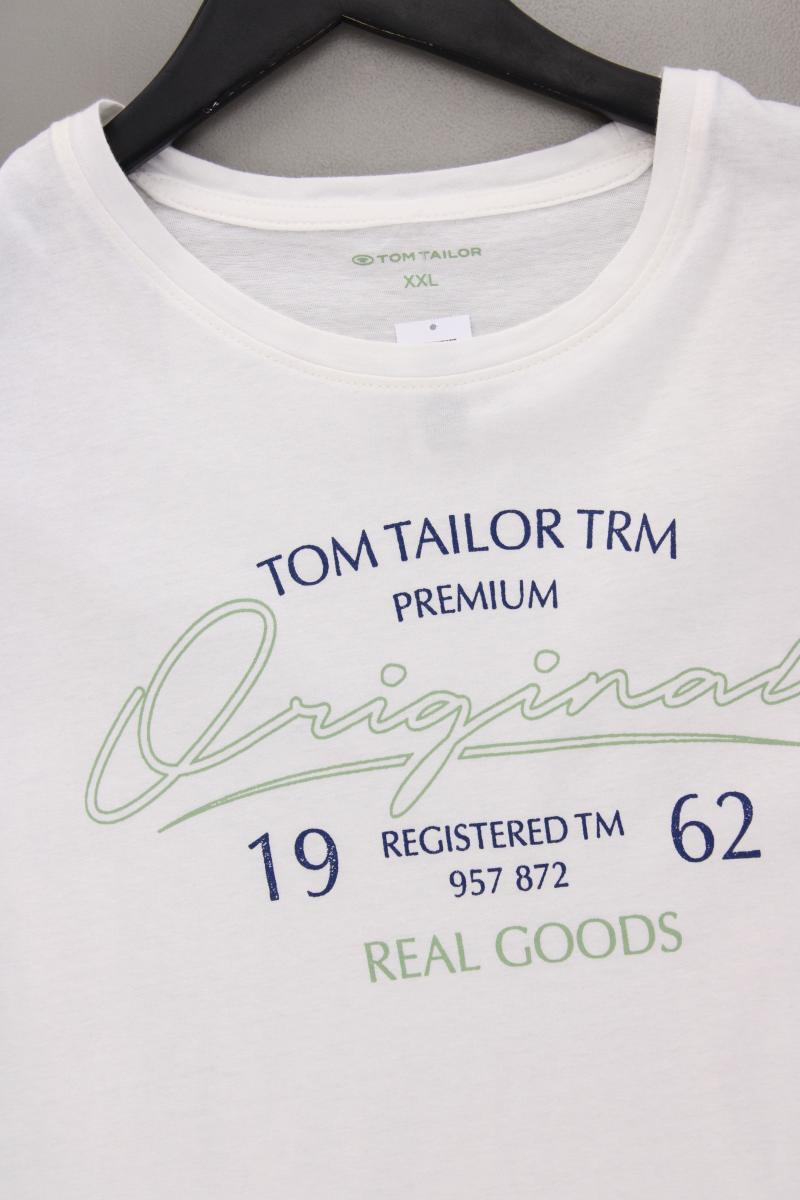 TOM TAILOR
XXL
TOM TAILOR TRM
PREMIUM
Original
19 REGISTERED TM 62
957 872
REAL GOODS